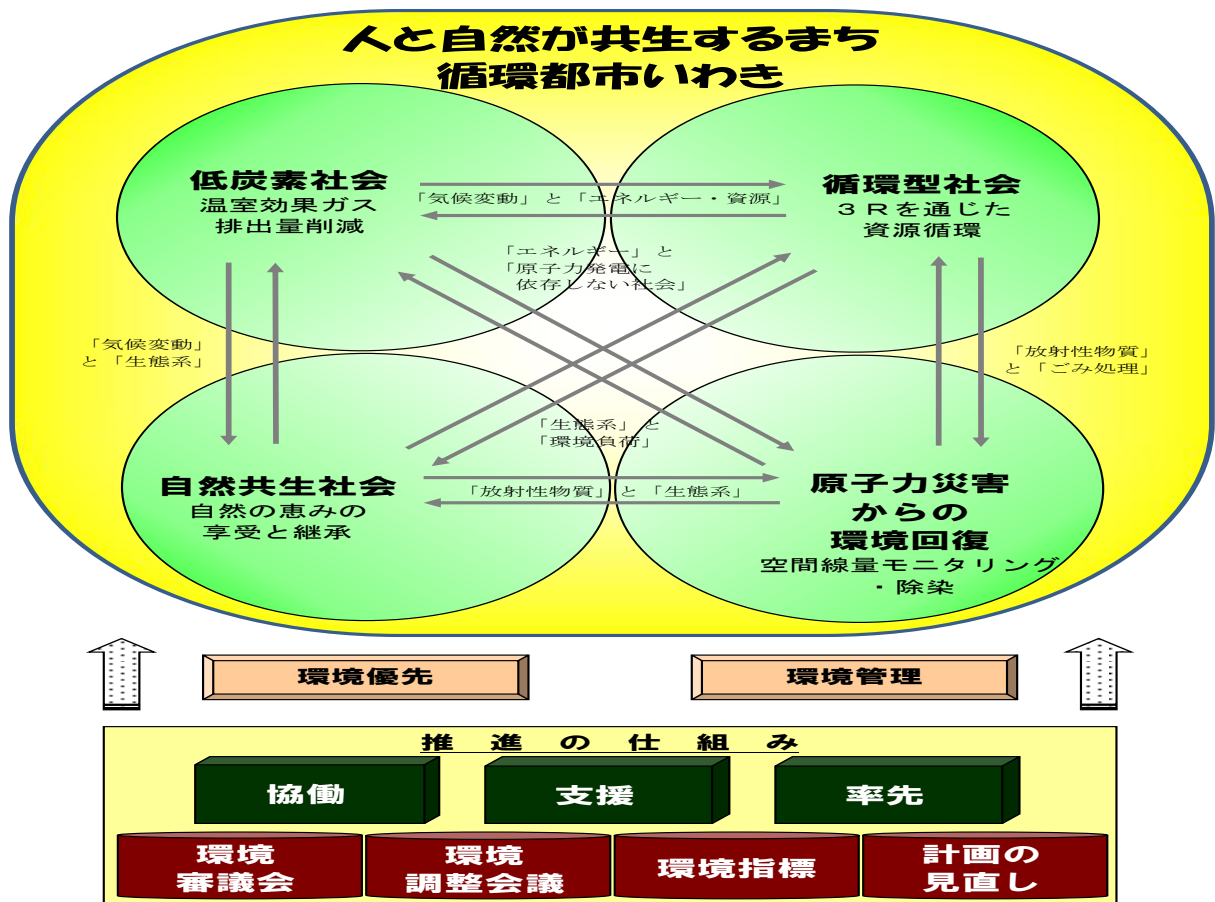 人と自然が共生するまち
循環都市いわき
低炭素社会
温室効果ガス
排出量削減
循環型社会
３Ｒを通じた
資源循環
「気候変動」と「エネルギー・資源」
「エネルギー」と
「原子力発電に
依存しない社会」
「気候変動」
と「生態系」
「放射性物質」
と「ごみ処理」
「生態系」と
「環境負荷」
自然共生社会
自然の恵みの
享受と継承
「放射性物質」と「生態系」
原子力災害
からの
環境回復
空間線量モニタリング
・除染
環境優先
環境管理
推進の仕組み
協働
支援
率先
環境
審議会
環境
調整会議
環境指標
計画の
見直し